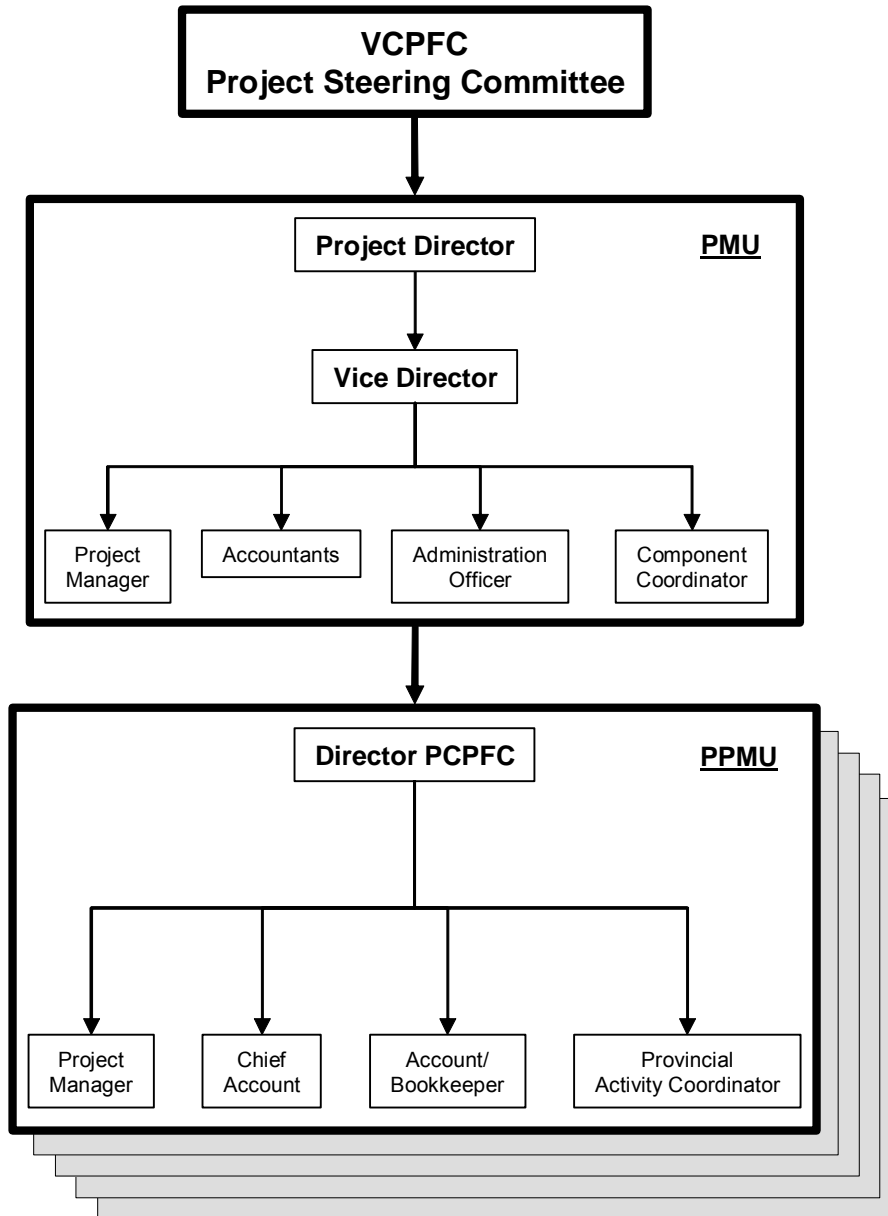 VCPFC
Project Steering Committee
Project Director
PMU
Vice Director
Project
Manager
Accountants
Administration
Officer
Component
Coordinator
Director PCPFC
PPMU
Project
Manager
Chief
Account
Account/
Bookkeeper
Provincial
Activity Coordinator